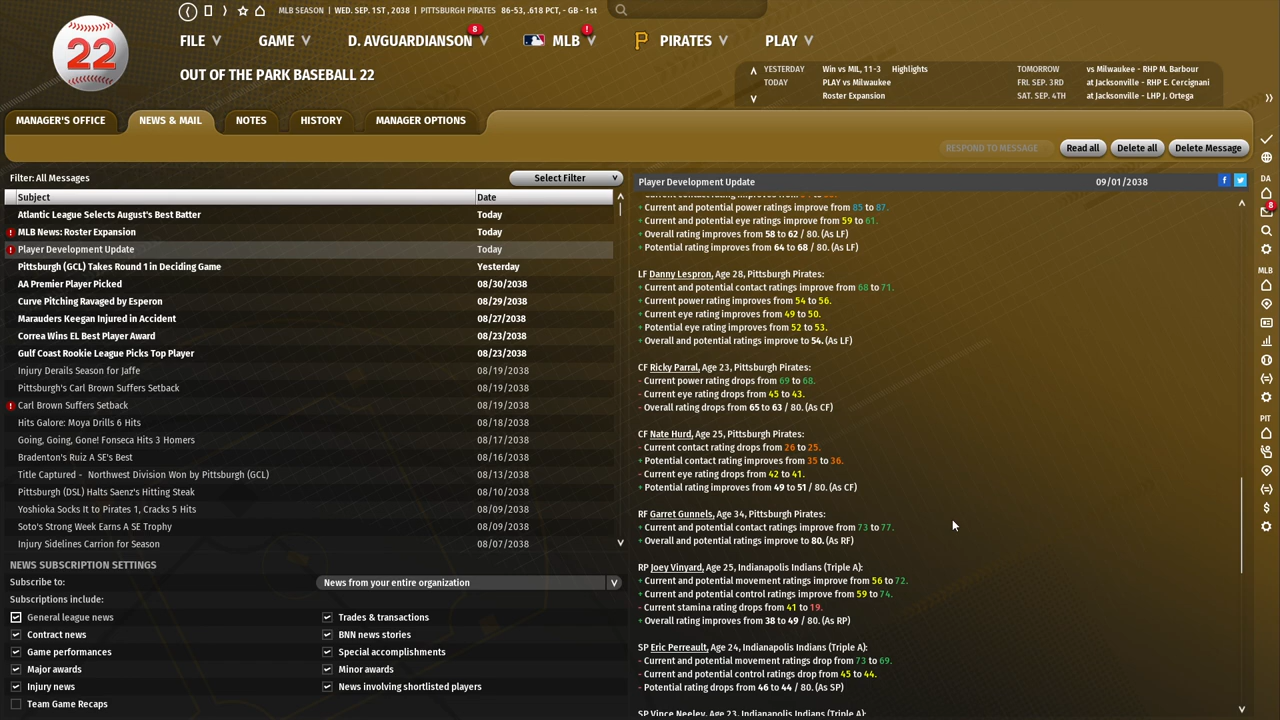 MLB SEASON | WED. SEP. 1ST , 2038 | PITTSBURGH PIRATES 86-53, .618 PCT, - GB - 1st
22
FILE GAME D. AVGUARDIANSON 8 MLB ! P PIRATES PLAY
OUT OF THE PARK BASEBALL 22
YESTERDAY Win vs MIL, 11-3 Highlights TOMORROW vs Milwaukee - RHP M. Barbour
TODAY PLAY vs Milwaukee FRI. SEP. 3RD at Jacksonville - RHP E. Cercignani
Roster Expansion SAT. SEP. 4TH at Jacksonville - LHP J. Ortega
MANAGER'S OFFICE NEWS & MAIL NOTES HISTORY MANAGER OPTIONS
RESPOND TO MESSAGE Read all Delete all Delete Message
Filter: All Messages Select Filter
Subject Date
Atlantic League Selects August's Best Batter Today
! MLB News: Roster Expansion Today
! Player Development Update Today
Pittsburgh (GCL) Takes Round 1 in Deciding Game Yesterday
AA Premier Player Picked 08/30/2038
Curve Pitching Ravaged by Esperon 08/29/2038
Marauders Keegan Injured in Accident 08/27/2038
Correa Wins EL Best Player Award 08/23/2038
Gulf Coast Rookie League Picks Top Player 08/23/2038
Injury Derails Season for Jaffe 08/19/2038
Pittsburgh's Carl Brown Suffers Setback 08/19/2038
! Carl Brown Suffers Setback 08/19/2038
Hits Galore: Moya Drills 6 Hits 08/18/2038
Going, Going, Gone! Fonseca Hits 3 Homers 08/17/2038
Bradenton's Ruiz A SE's Best 08/16/2038
Title Captured - Northwest Division Won by Pittsburgh (GCL) 08/13/2038
Pittsburgh (DSL) Halts Saenz's Hitting Steak 08/10/2038
Yoshioka Socks It to Pirates 1, Cracks 5 Hits 08/09/2038
Soto's Strong Week Earns A SE Trophy 08/09/2038
Injury Sidelines Carrion for Season 08/07/2038
NEWS SUBSCRIPTION SETTINGS
Subscribe to: News from your entire organization
Subscriptions include:
General league news Trades & transactions
Contract news BNN news stories
Game performances Special accomplishments
Major awards Minor awards
Injury news News involving shortlisted players
Team Game Recaps
Player Development Update 09/01/2038
+ Current and potential power ratings improve from 85 to 87.
+ Current and potential eye ratings improve from 59 to 61.
+ Overall rating improves from 58 to 62 / 80. (As LF)
+ Potential rating improves from 64 to 68 / 80. (As LF)
LF Danny Lespron, Age 28, Pittsburgh Pirates:
+ Current and potential contact ratings improve from 68 to 71.
+ Current power rating improves from 54 to 56.
+ Current eye rating improves from 49 to 50.
+ Potential eye rating improves from 52 to 53.
+ Overall and potential ratings improve to 54. (As LF)
CF Ricky Parral, Age 23, Pittsburgh Pirates:
- Current power rating drops from 69 to 68.
- Current eye rating drops from 45 to 43.
- Overall rating drops from 65 to 63 / 80. (As CF)
CF Nate Hurd, Age 25, Pittsburgh Pirates:
- Current contact rating drops from 26 to 25.
+ Potential contact rating improves from 35 to 36.
- Current eye rating drops from 42 to 41.
+ Potential rating improves from 49 to 51 / 80. (As CF)
RF Garret Gunnels, Age 34, Pittsburgh Pirates:
+ Current and potential contact ratings improve from 73 to 77.
+ Overall and potential ratings improve to 80. (As RF)
RP Joey Vinyard, Age 25, Indianapolis Indians (Triple A):
+ Current and potential movement ratings improve from 56 to 72.
+ Current and potential control ratings improve from 59 to 74.
- Current stamina rating drops from 41 to 19.
+ Overall rating improves from 38 to 49 / 80. (As RP)
SP Eric Perreault, Age 24, Indianapolis Indians (Triple A):
- Current and potential movement ratings drop from 73 to 69.
- Current and potential control ratings drop from 45 to 44.
- Potential rating drops from 46 to 44 / 80. (As SP)
SP Vince Neeley, Age 23, Indianapolis Indians (Triple A):
DA
8
MLB
PIT